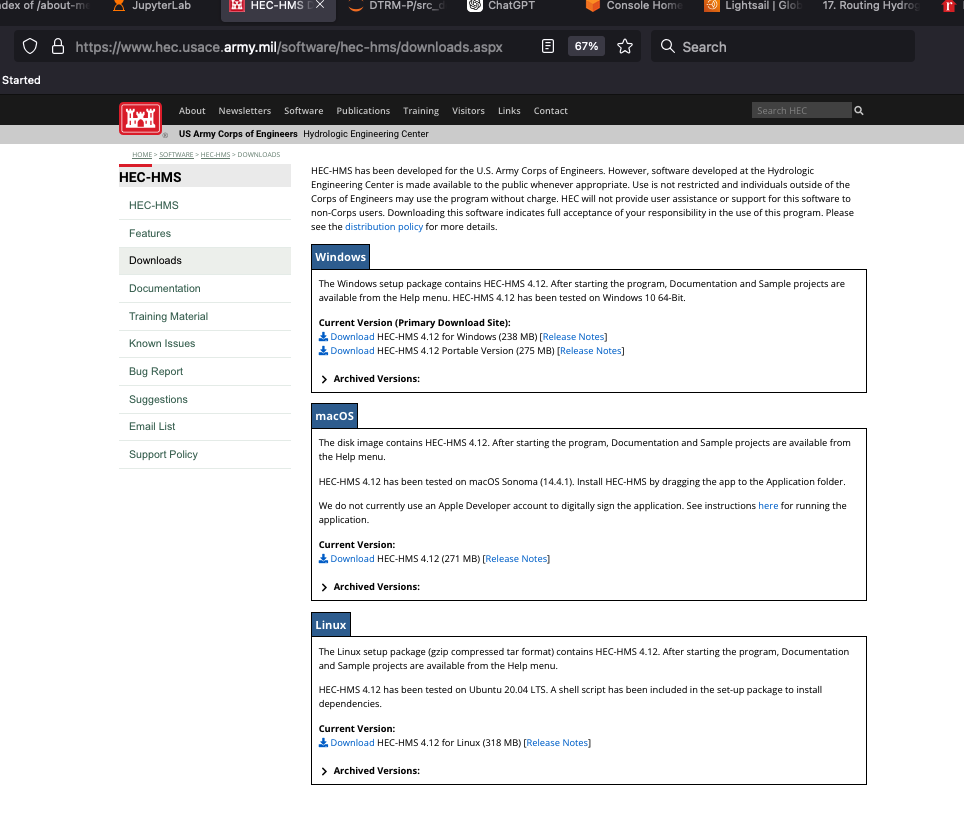 ndex of /about-me
JupyterLab
HEC-HMS D
DTRM-P/src_d
ChatGPT
Console Home
Lightsail | Glob
17. Routing Hydrog
https://www.hec.usace.army.mil/software/hec-hms/downloads.aspx
67%
Search
Started
About Newsletters Software Publications Training Visitors Links Contact
Search HEC
US Army Corps of Engineers Hydrologic Engineering Center
HOME > SOFTWARE > HEC-HMS > DOWNLOADS
HEC-HMS
HEC-HMS
Features
Downloads
Documentation
Training Material
Known Issues
Bug Report
Suggestions
Email List
Support Policy
HEC-HMS has been developed for the U.S. Army Corps of Engineers. However, software developed at the Hydrologic
Engineering Center is made available to the public whenever appropriate. Use is not restricted and individuals outside of the
Corps of Engineers may use the program without charge. HEC will not provide user assistance or support for this software to
non-Corps users. Downloading this software indicates full acceptance of your responsibility in the use of this program. Please
see the distribution policy for more details.
Windows
The Windows setup package contains HEC-HMS 4.12. After starting the program, Documentation and Sample projects are
available from the Help menu. HEC-HMS 4.12 has been tested on Windows 10 64-Bit.
Current Version (Primary Download Site):
Download HEC-HMS 4.12 for Windows (238 MB) [Release Notes]
Download HEC-HMS 4.12 Portable Version (275 MB) [Release Notes]
Archived Versions:
macOS
The disk image contains HEC-HMS 4.12. After starting the program, Documentation and Sample projects are available from
the Help menu.
HEC-HMS 4.12 has been tested on macOS Sonoma (14.4.1). Install HEC-HMS by dragging the app to the Application folder.
We do not currently use an Apple Developer account to digitally sign the application. See instructions here for running the
application.
Current Version:
Download HEC-HMS 4.12 (271 MB) [Release Notes]
Archived Versions:
Linux
The Linux setup package (gzip compressed tar format) contains HEC-HMS 4.12. After starting the program, Documentation
and Sample projects are available from the Help menu.
HEC-HMS 4.12 has been tested on Ubuntu 20.04 LTS. A shell script has been included in the set-up package to install
dependencies.
Current Version:
Download HEC-HMS 4.12 for Linux (318 MB) [Release Notes]
Archived Versions: